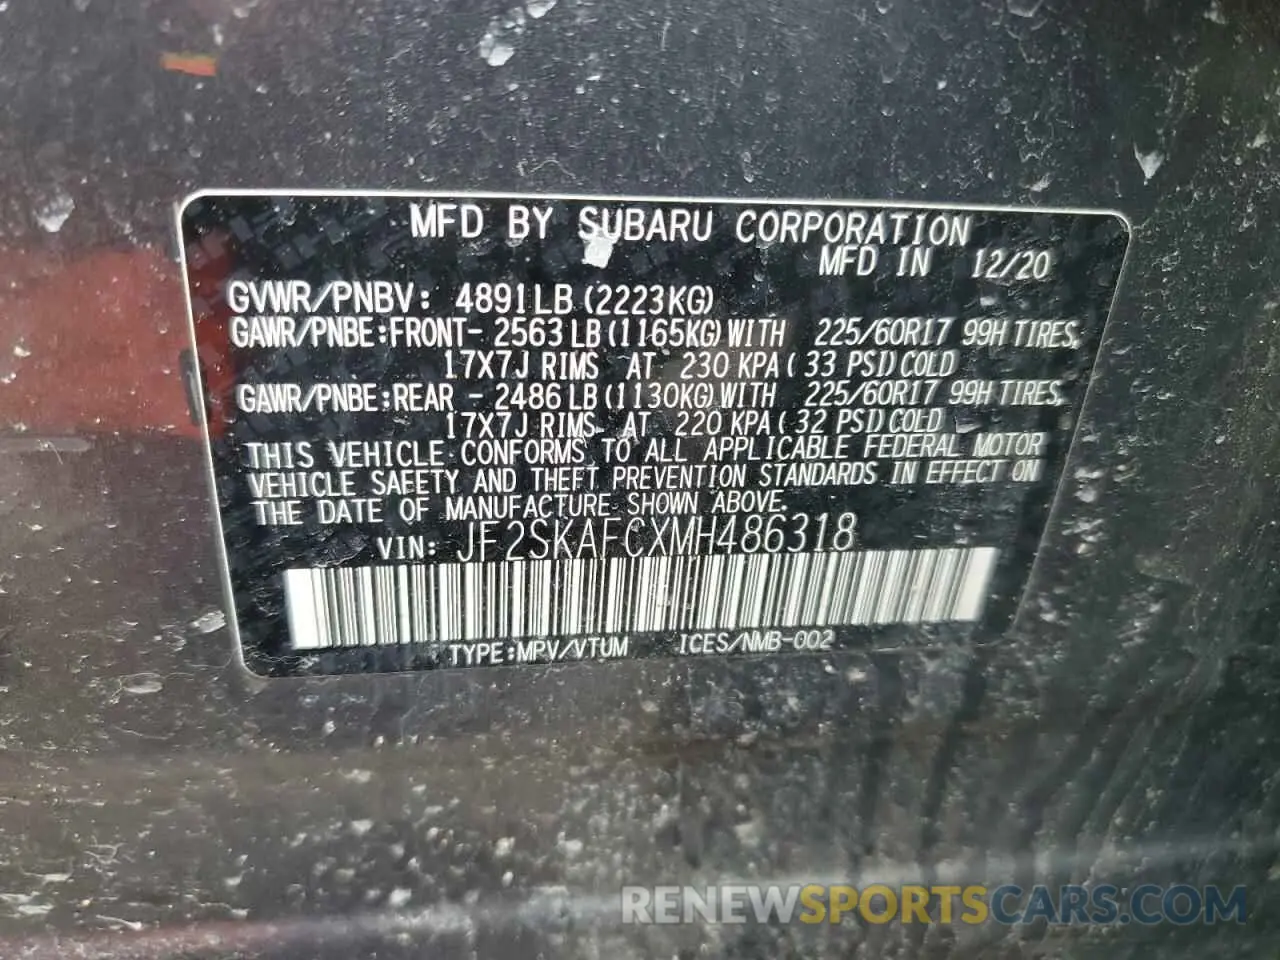 MFD BY SUBARU CORPORATION
MFD IN 12/20
GVWR/PNBV: 4891LB (2223KG)
GAWR/PNBE:FRONT- 2563 LB (1165KG) WITH 225/60R17 99H TIRES,
17X7J RIMS AT 230 KPA ( 33 PSI) COLD
GAWR/PNBE:REAR - 2486 LB (1130KG) WITH 225/60R17 99H TIRES,
17X7J RIMS AT 220 KPA ( 32 PSI) COLD
THIS VEHICLE CONFORMS TO ALL APPLICABLE FEDERAL MOTOR
VEHICLE SAFETY AND THEFT PREVENTION STANDARDS IN EFFECT ON
THE DATE OF MANUFACTURE SHOWN ABOVE.
VIN: JF2SKAFCXMH486318
TYPE:MPV/VTUM ICES/NMB-002
RENEWSPORTSCARS.COM